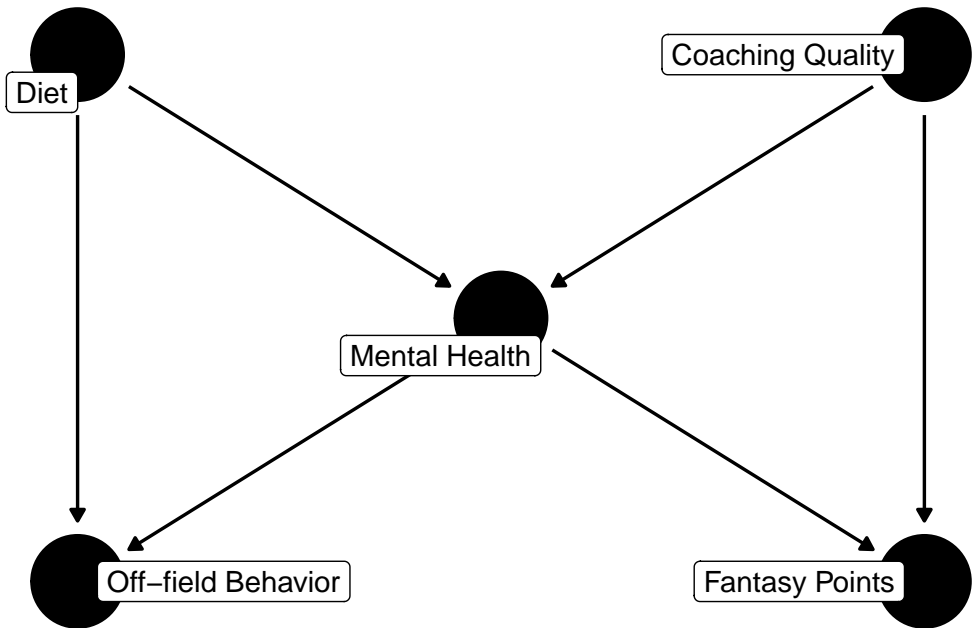 Diet
Coaching Quality
Mental Health
Off−field Behavior
Fantasy Points